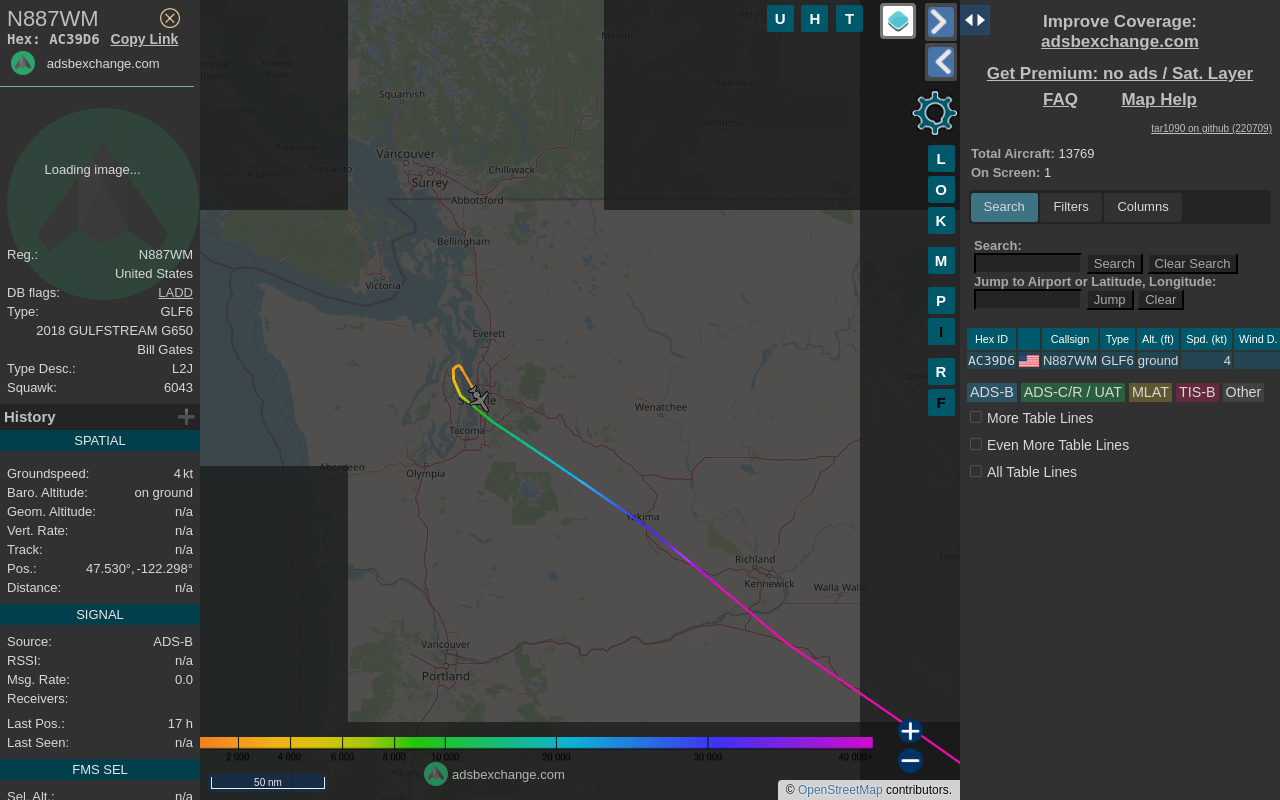 N887WM
Hex: AC39D6 Copy Link
adsbexchange.com
Loading image...
Reg.: N887WM
United States
DB flags: LADD
Type: GLF6
2018 GULFSTREAM G650
Bill Gates
Type Desc.: L2J
Squawk: 6043
History
SPATIAL
Groundspeed: 4 kt
Baro. Altitude: on ground
Geom. Altitude: n/a
Vert. Rate: n/a
Track: n/a
Pos.: 47.530°, -122.298°
Distance: n/a
SIGNAL
Source: ADS-B
RSSI: n/a
Msg. Rate: 0.0
Receivers:
Last Pos.: 17 h
Last Seen: n/a
FMS SEL
Sel. Alt.: n/a
U H T
Powell River
Squamish
Courtenay
Parksville
Nanaimo
Port Alberni
Vancouver
Surrey
Chilliwack
Abbotsford
Merritt
Kelowna
Penticton
Bellingham
Victoria
Everett
Tacoma
Olympia
Aberdeen
Wenatchee
Yakima
Richland
Kennewick
Walla Walla
Vancouver
Portland
L
O
K
M
P
I
R
F
2 000 4 000 6 000 8 000 10 000 20 000 30 000 40 000+
50 nm
adsbexchange.com
© OpenStreetMap contributors.
Improve Coverage:
adsbexchange.com
Get Premium: no ads / Sat. Layer
FAQ Map Help
tar1090 on github (220709)
Total Aircraft: 13769
On Screen: 1
Search Filters Columns
Search:
Search Clear Search
Jump to Airport or Latitude, Longitude:
Jump Clear
Hex ID Callsign Type Alt. (ft) Spd. (kt) Wind D.
AC39D6 N887WM GLF6 ground 4
ADS-B ADS-C/R / UAT MLAT TIS-B Other
More Table Lines
Even More Table Lines
All Table Lines